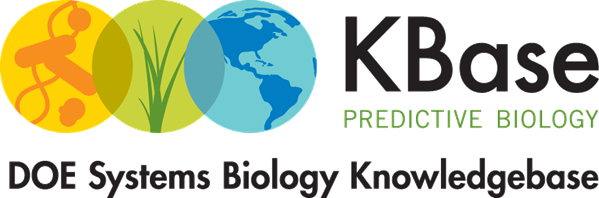 KBase
PREDICTIVE BIOLOGY
DOE Systems Biology Knowledgebase